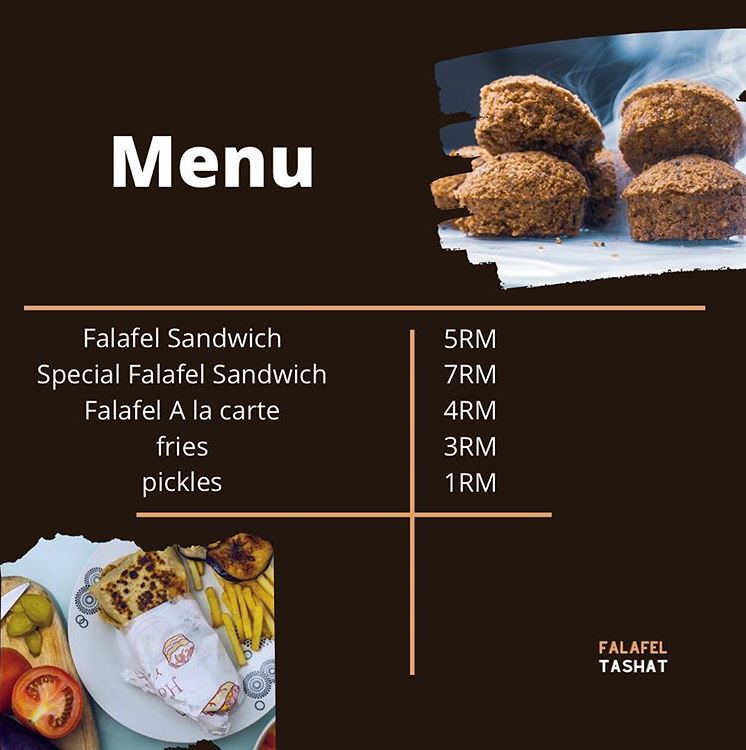 Menu
Falafel Sandwich 5RM
Special Falafel Sandwich 7RM
Falafel A la carte 4RM
fries 3RM
pickles 1RM
FALAFEL
TASHAT